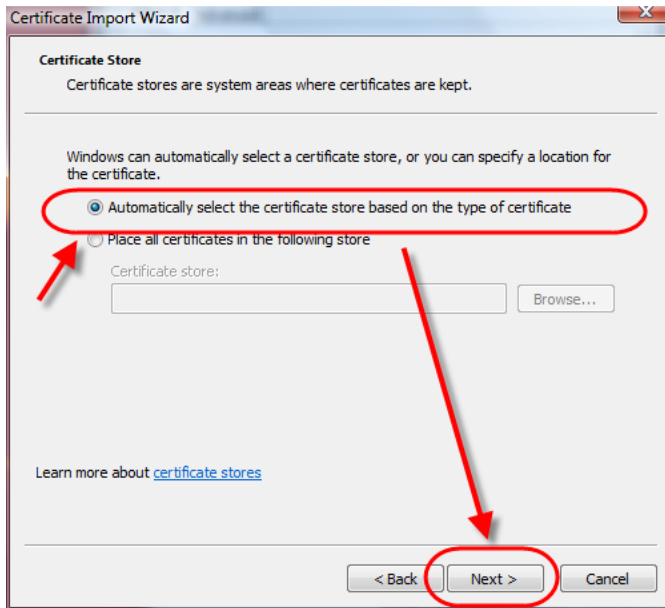 Certificate Import Wizard
Certificate Store
Certificate stores are system areas where certificates are kept.
Windows can automatically select a certificate store, or you can specify a location for
the certificate.
Automatically select the certificate store based on the type of certificate
Place all certificates in the following store
Certificate store:
Browse...
Learn more about certificate stores
< Back
Next >
Cancel